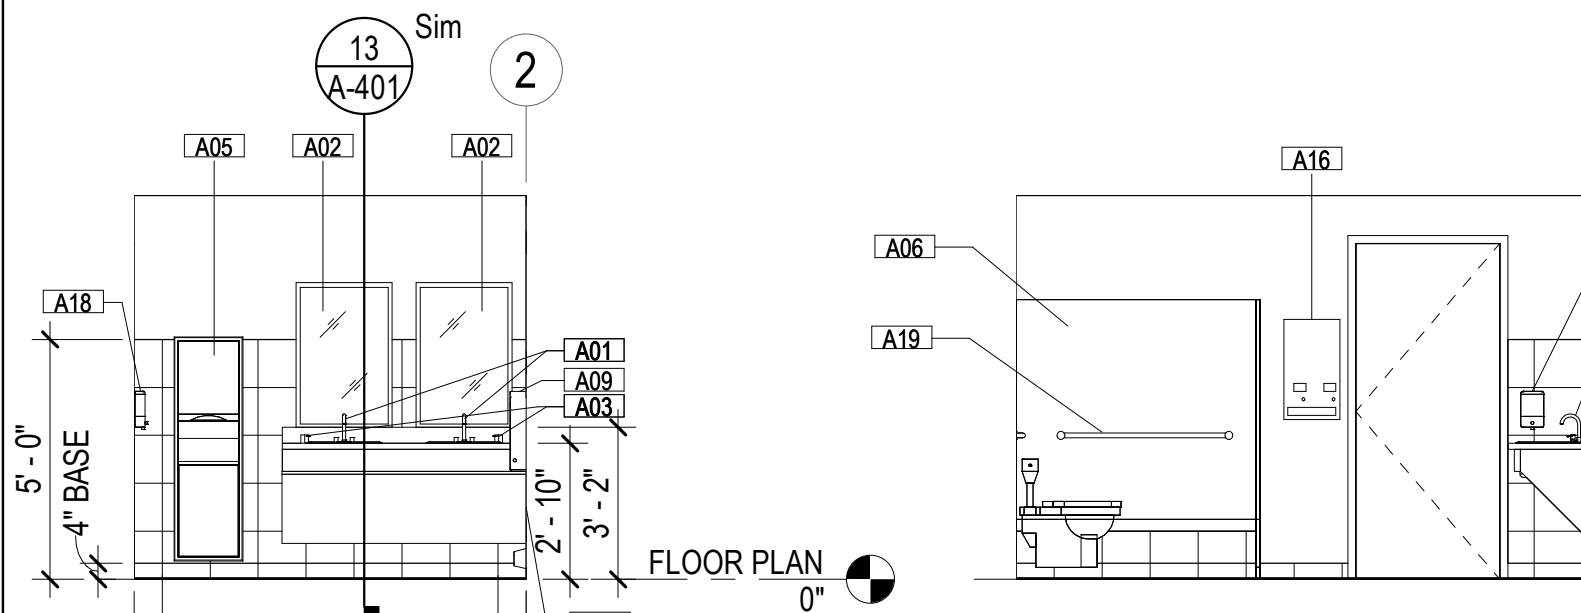 13
A-401
Sim
2
A05
A02
A02
A16
A06
A18
A19
A01
A09
A03
5' - 0"
4" BASE
2' - 10"
3' - 2"
FLOOR PLAN
0"